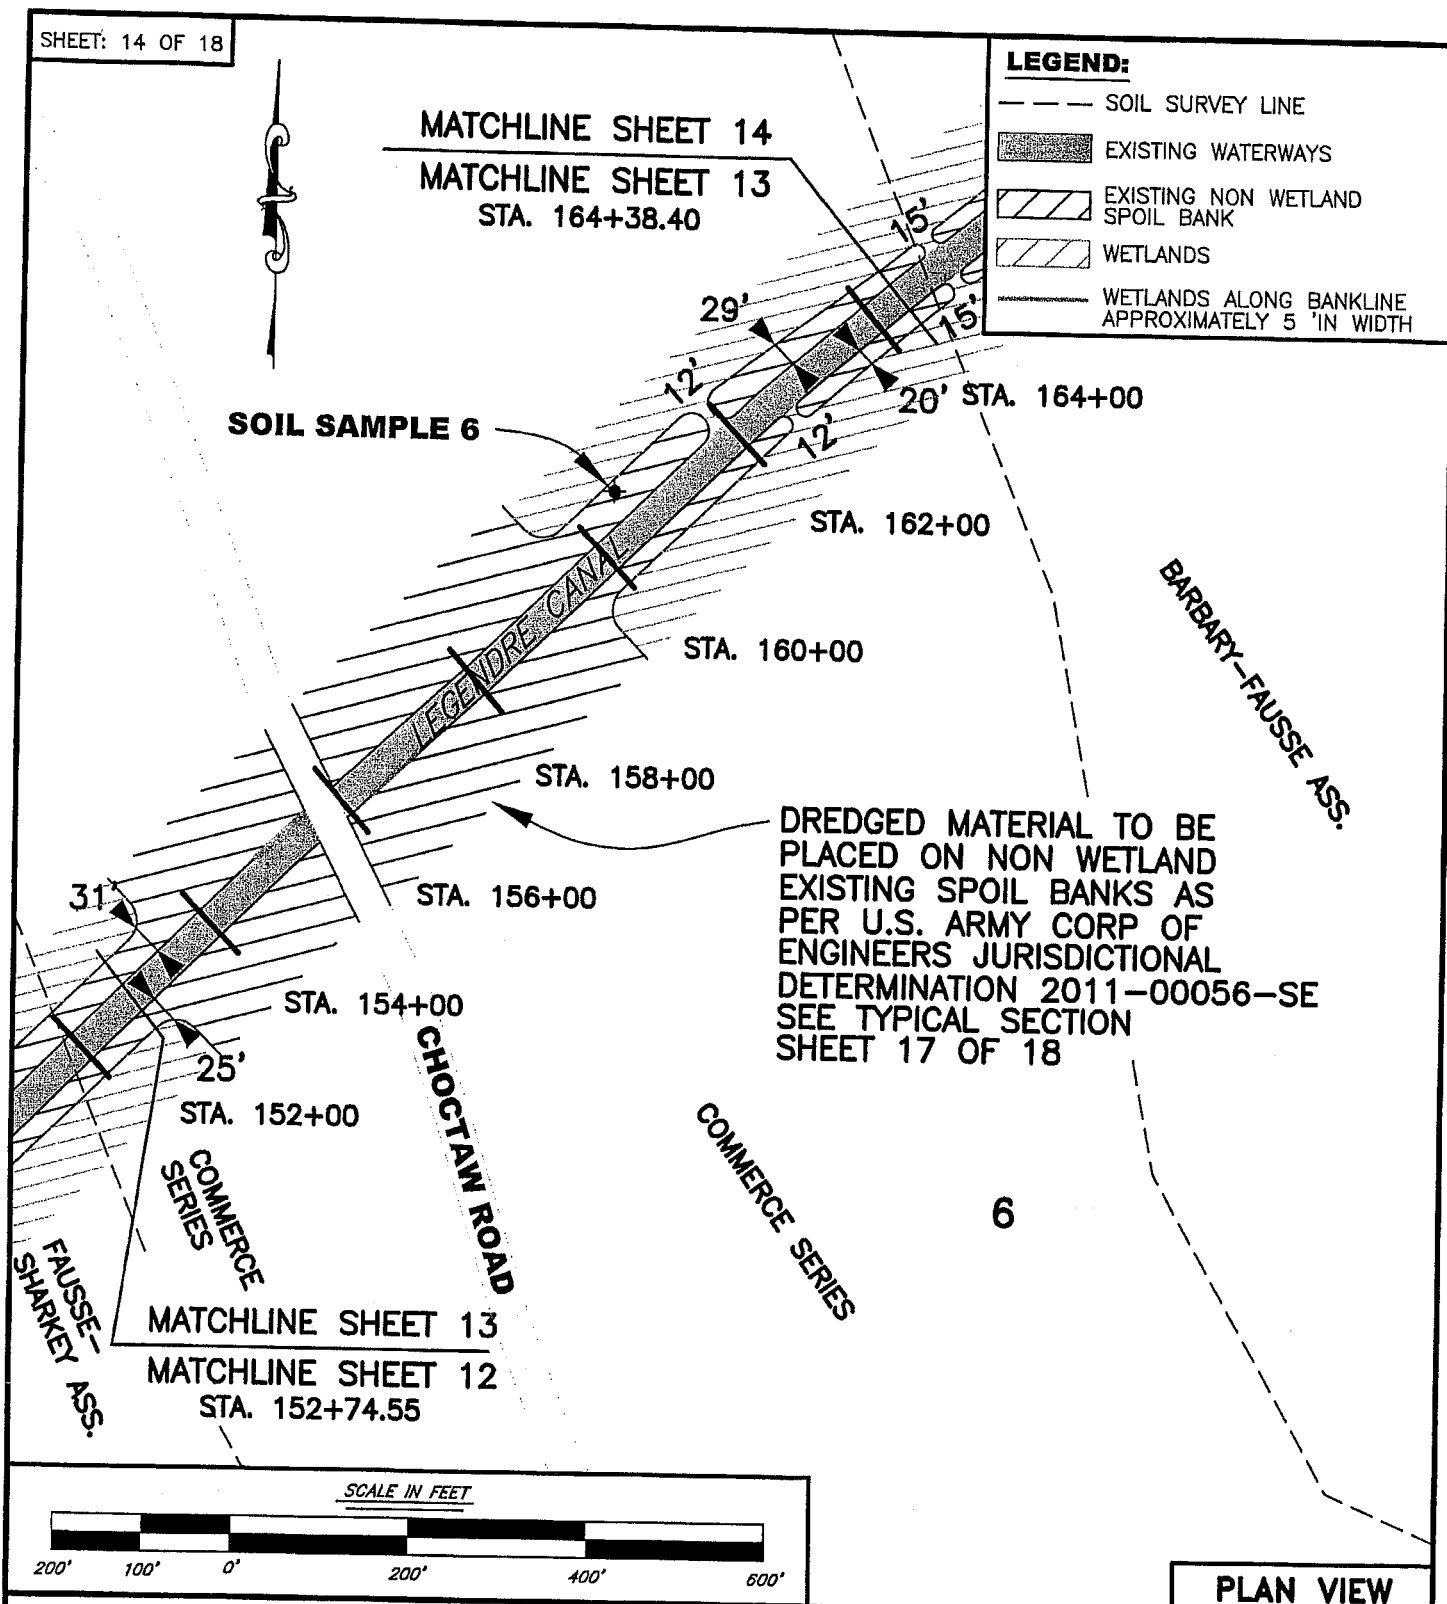 SHEET: 14 OF 18
LEGEND:
SOIL SURVEY LINE
EXISTING WATERWAYS
EXISTING NON WETLAND
SPOIL BANK
WETLANDS
WETLANDS ALONG BANKLINE
APPROXIMATELY 5 'IN WIDTH
MATCHLINE SHEET 14
MATCHLINE SHEET 13
STA. 164+38.40
15'
29'
15'
12'
20'
STA. 164+00
SOIL SAMPLE 6
12'
STA. 162+00
LEGENDRE CANAL
BARBARY-FAUSSE ASS.
STA. 160+00
STA. 158+00
DREDGED MATERIAL TO BE
PLACED ON NON WETLAND
EXISTING SPOIL BANKS AS
PER U.S. ARMY CORP OF
ENGINEERS JURISDICTIONAL
DETERMINATION 2011-00056-SE
SEE TYPICAL SECTION
SHEET 17 OF 18
31'
STA. 156+00
STA. 154+00
25'
STA. 152+00
CHOCTAW ROAD
COMMERCE
SERIES
COMMERCE SERIES
6
FAUSSE-
SHARKEY ASS.
MATCHLINE SHEET 13
MATCHLINE SHEET 12
STA. 152+74.55
SCALE IN FEET
200' 100' 0' 200' 400' 600'
PLAN VIEW